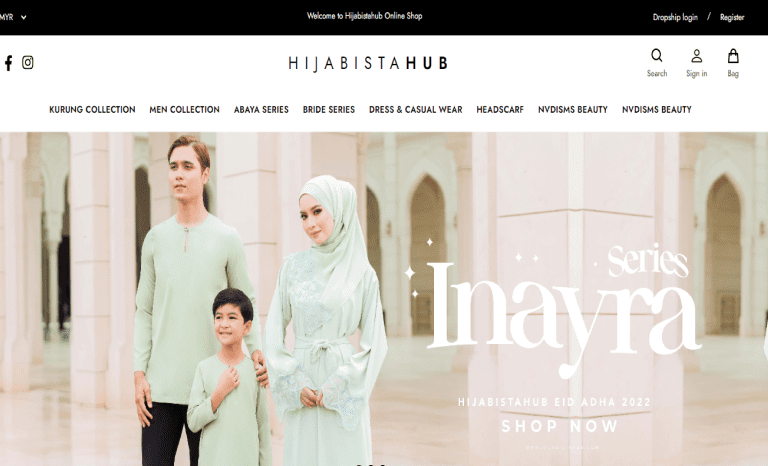 MYR
Welcome to Hijabistahub Online Shop
Dropship login / Register
HIJABISTAHUB
Search
Sign in
Bag
KURUNG COLLECTION MEN COLLECTION ABAYA SERIES BRIDE SERIES DRESS & CASUAL WEAR HEADSCARF NVDISMS BEAUTY NVDISMS BEAUTY
Series
Inayra
HIJABISTAHUB EID ADHA 2022
SHOP NOW